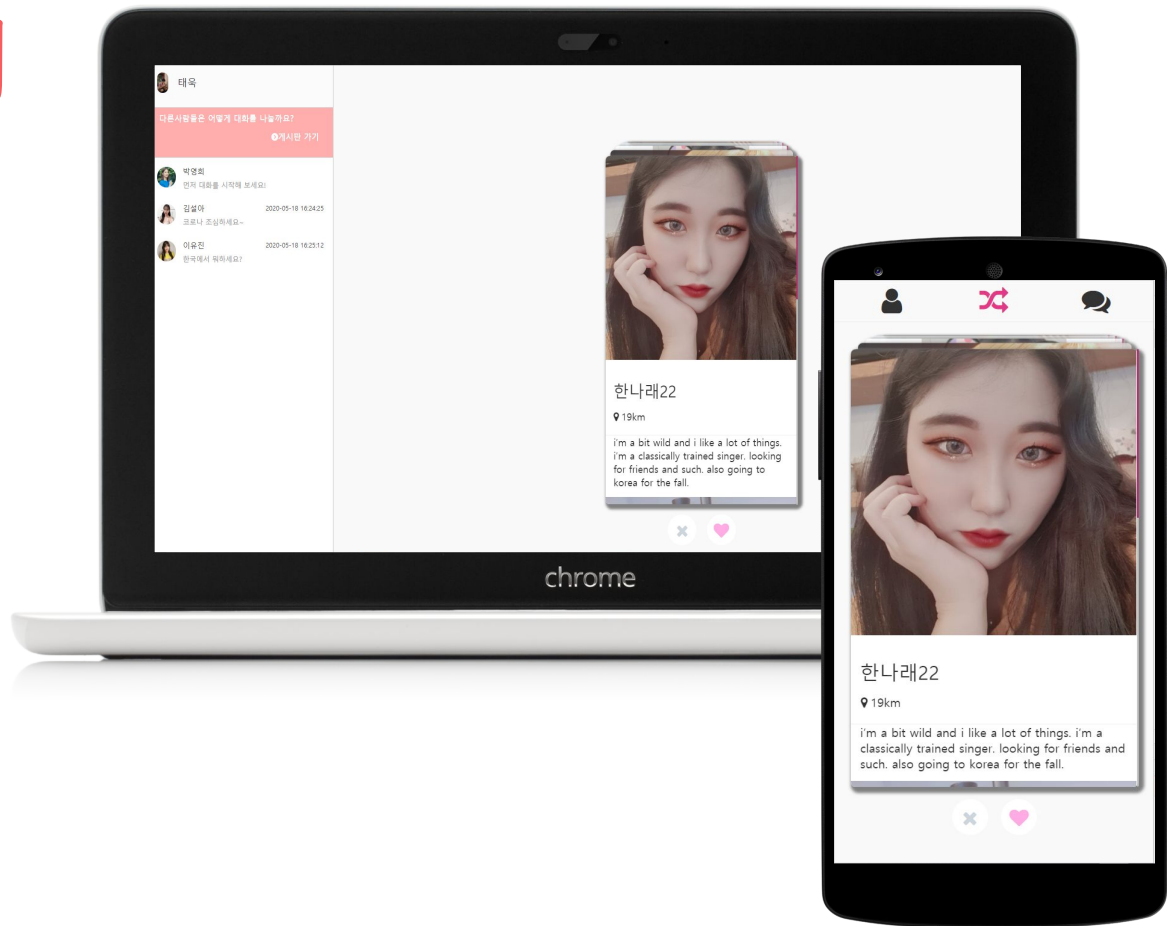 태욱
다른사람들은 어떻게 대화를 나눌까요?
게시판 가기
박영희
먼저 대화를 시작해 보세요!
김설아 2020-05-18 16:24:25
코로나 조심하세요~
이유진 2020-05-18 16:25:12
한국에서 뭐하세요?
한나래22
19km
i'm a bit wild and i like a lot of things.
i'm a classically trained singer. looking
for friends and such. also going to
korea for the fall.
chrome
한나래22
19km
i'm a bit wild and i like a lot of things. i'm a
classically trained singer. looking for friends and
such. also going to korea for the fall.